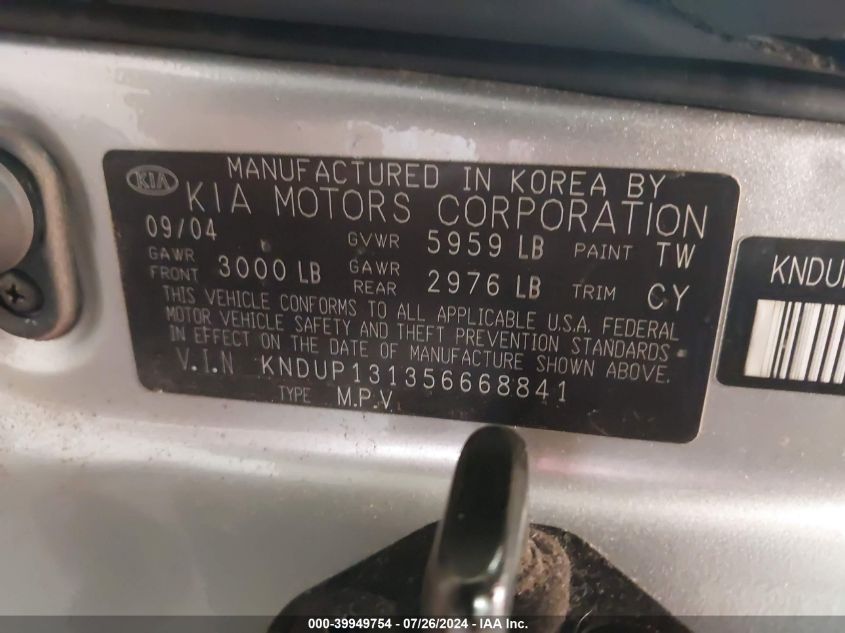 KIA
MANUFACTURED IN KOREA BY
KIA MOTORS CORPORATION
09/04 GVWR 5959 LB PAINT TW
GAWR FRONT 3000 LB GAWR REAR 2976 LB TRIM CY
THIS VEHICLE CONFORMS TO ALL APPLICABLE U.S.A. FEDERAL
MOTOR VEHICLE SAFETY AND THEFT PREVENTION STANDARDS
IN EFFECT ON THE DATE OF MANUFACTURE SHOWN ABOVE.
V.I.N KNDUP131356668841
TYPE M.P.V
KNDU
000-39949754 - 07/26/2024 - IAA Inc.